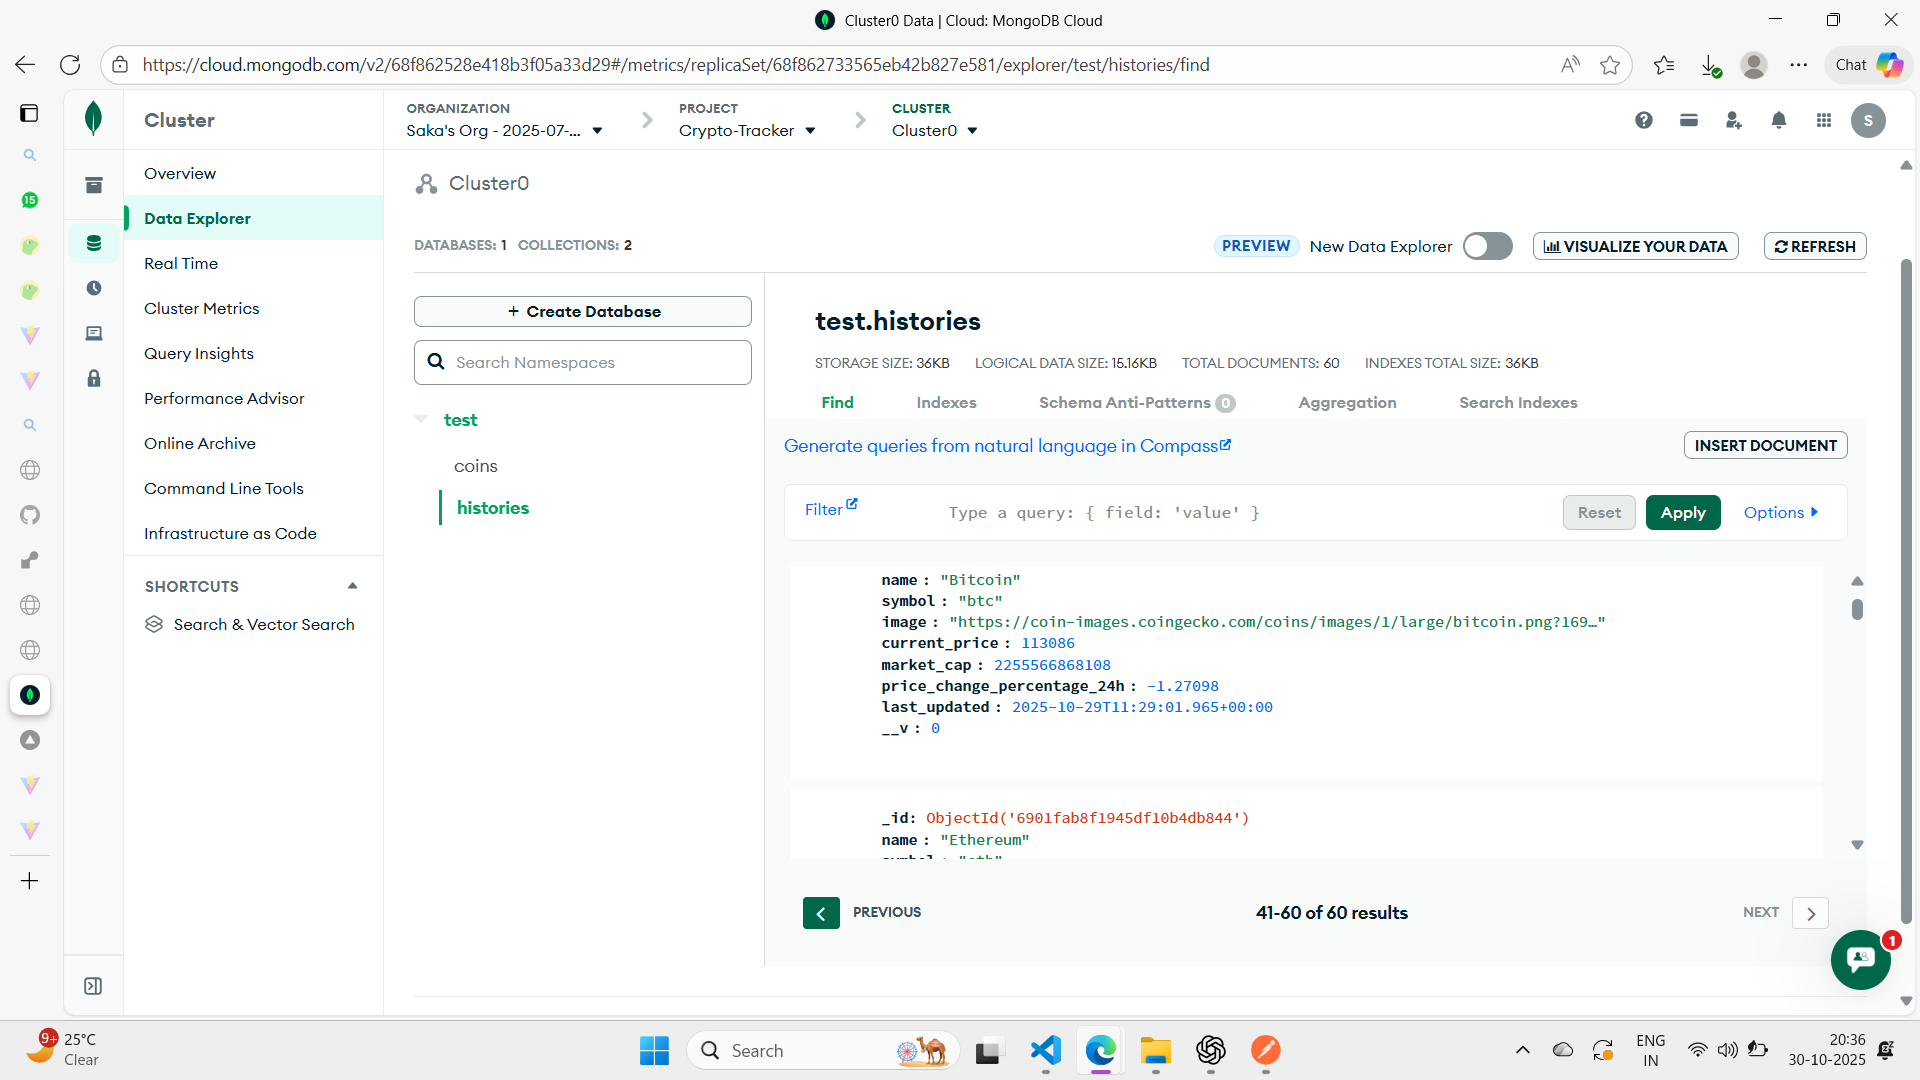 Cluster0 Data | Cloud: MongoDB Cloud
https://cloud.mongodb.com/v2/68f862528e418b3f05a33d29#/metrics/replicaSet/68f862733565eb42b827e581/explorer/test/histories/find
Chat
15
Cluster
ORGANIZATION
Saka's Org - 2025-07-...
PROJECT
Crypto-Tracker
CLUSTER
Cluster0
S
Overview
Data Explorer
Real Time
Cluster Metrics
Query Insights
Performance Advisor
Online Archive
Command Line Tools
Infrastructure as Code
SHORTCUTS
Search & Vector Search
Cluster0
DATABASES: 1 COLLECTIONS: 2
PREVIEW New Data Explorer
VISUALIZE YOUR DATA
REFRESH
+ Create Database
Search Namespaces
test
coins
histories
test.histories
STORAGE SIZE: 36KB LOGICAL DATA SIZE: 15.16KB TOTAL DOCUMENTS: 60 INDEXES TOTAL SIZE: 36KB
Find Indexes Schema Anti-Patterns 0 Aggregation Search Indexes
Generate queries from natural language in Compass
INSERT DOCUMENT
Filter
Type a query: { field: 'value' }
Reset
Apply
Options
name : "Bitcoin"
symbol : "btc"
image : "https://coin-images.coingecko.com/coins/images/1/large/bitcoin.png?169…"
current_price : 113086
market_cap : 2255566868108
price_change_percentage_24h : -1.27098
last_updated : 2025-10-29T11:29:01.965+00:00
__v : 0
_id: ObjectId('6901fab8f1945df10b4db844')
name : "Ethereum"
symbol : "eth"
PREVIOUS
41-60 of 60 results
NEXT
1
9+
25°C
Clear
Search
ENG
IN
20:36
30-10-2025